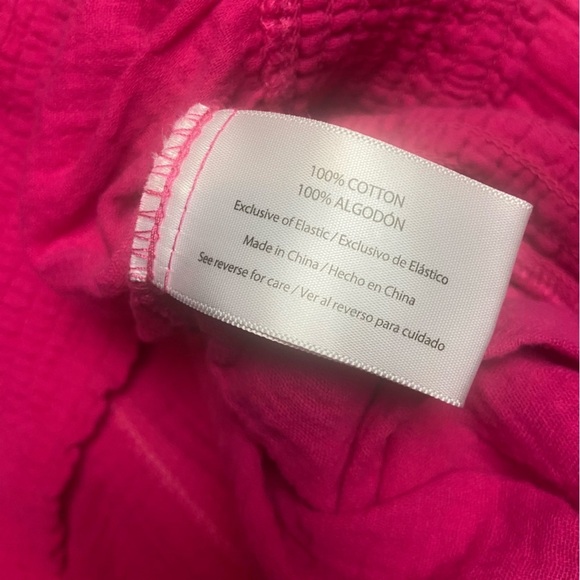 100% COTTON
100% ALGODÓN
Exclusive of Elastic / Exclusivo de Elástico
Made in China / Hecho en China
See reverse for care / Ver al reverso para cuidado